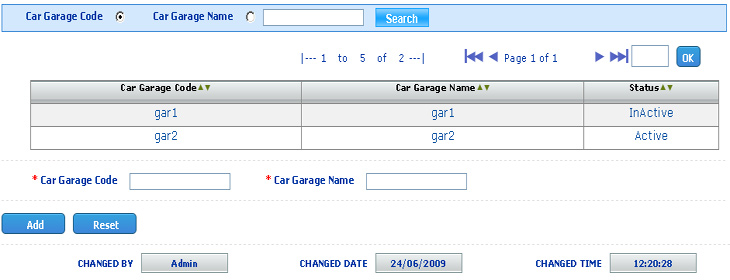 Car Garage Code Car Garage Name Search
|--- 1 to 5 of 2 ---| Page 1 of 1 OK
Car Garage Code Car Garage Name Status
gar1 gar1 InActive
gar2 gar2 Active
* Car Garage Code * Car Garage Name
Add Reset
CHANGED BY Admin CHANGED DATE 24/06/2009 CHANGED TIME 12:20:28